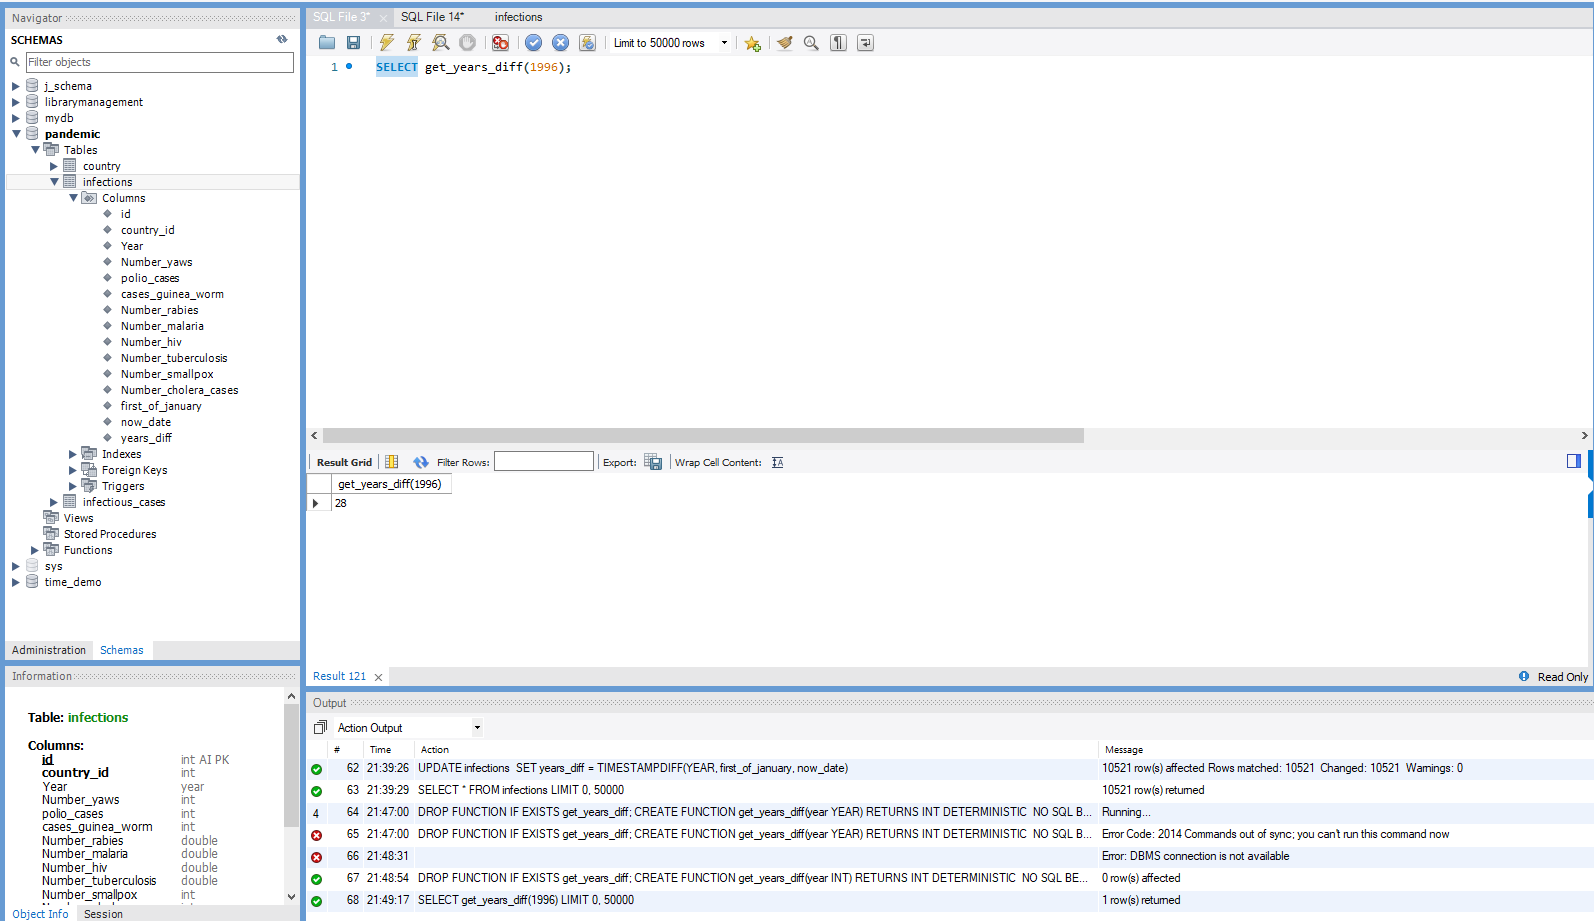 Navigator
SCHEMAS
Filter objects
j_schema
librarymanagement
mydb
pandemic
Tables
country
infections
Columns
id
country_id
Year
Number_yaws
polio_cases
cases_guinea_worm
Number_rabies
Number_malaria
Number_hiv
Number_tuberculosis
Number_smallpox
Number_cholera_cases
first_of_january
now_date
years_diff
Indexes
Foreign Keys
Triggers
infectious_cases
Views
Stored Procedures
Functions
sys
time_demo
Administration Schemas
Information
Table: infections
Columns:
id int AI PK
country_id int
Year year
Number_yaws int
polio_cases int
cases_guinea_worm int
Number_rabies double
Number_malaria double
Number_hiv double
Number_tuberculosis double
Number_smallpox int
Object Info Session
SQL File 3* SQL File 14* infections
Limit to 50000 rows
1 SELECT get_years_diff(1996);
Result Grid Filter Rows: Export: Wrap Cell Content:
get_years_diff(1996)
28
Result 121 Read Only
Output
Action Output
# Time Action Message
62 21:39:26 UPDATE infections SET years_diff = TIMESTAMPDIFF(YEAR, first_of_january, now_date) 10521 row(s) affected Rows matched: 10521 Changed: 10521 Warnings: 0
63 21:39:29 SELECT * FROM infections LIMIT 0, 50000 10521 row(s) returned
4 64 21:47:00 DROP FUNCTION IF EXISTS get_years_diff; CREATE FUNCTION get_years_diff(year YEAR) RETURNS INT DETERMINISTIC NO SQL B... Running...
65 21:47:00 DROP FUNCTION IF EXISTS get_years_diff; CREATE FUNCTION get_years_diff(year YEAR) RETURNS INT DETERMINISTIC NO SQL B... Error Code: 2014 Commands out of sync; you can't run this command now
66 21:48:31 Error: DBMS connection is not available
67 21:48:54 DROP FUNCTION IF EXISTS get_years_diff; CREATE FUNCTION get_years_diff(year INT) RETURNS INT DETERMINISTIC NO SQL BE... 0 row(s) affected
68 21:49:17 SELECT get_years_diff(1996) LIMIT 0, 50000 1 row(s) returned